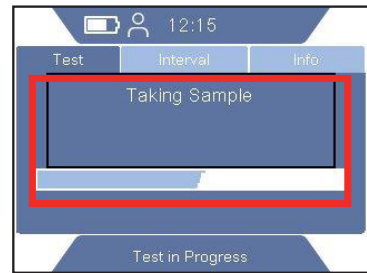 12:15
Test Interval Info
Taking Sample
Test in Progress